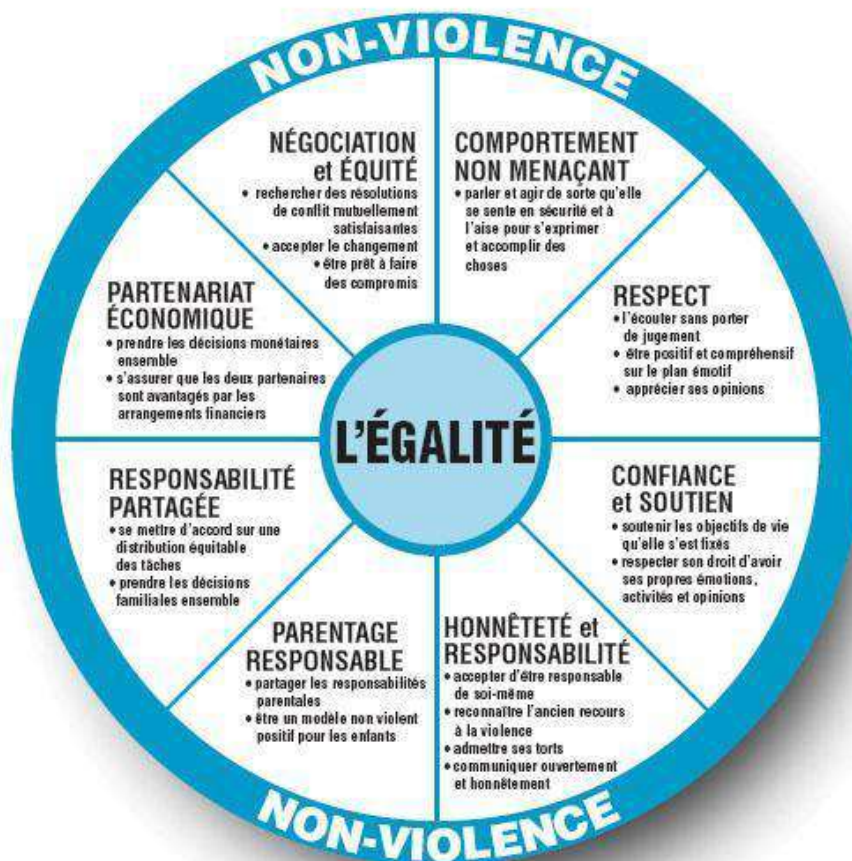 NON-VIOLENCE
NÉGOCIATION
et ÉQUITÉ
• rechercher des résolutions
de conflit mutuellement
satisfaisantes
• accepter le changement
• être prêt à faire
des compromis
COMPORTEMENT
NON MENAÇANT
• parler et agir de sorte qu'elle
se sente en sécurité et à
l'aise pour s'exprimer
et accomplir des
choses
RESPECT
• l'écouter sans porter
de jugement
• être positif et compréhensif
sur le plan émotif
• apprécier ses opinions
CONFIANCE
et SOUTIEN
• soutenir les objectifs de vie
qu'elle s'est fixés
• respecter son droit d'avoir
ses propres émotions,
activités et opinions
HONNÊTETÉ et
RESPONSABILITÉ
• accepter d'être responsable
de soi-même
• reconnaître l'ancien recours
à la violence
• admettre ses torts
• communiquer ouvertement
et honnêtement
PARENTAGE
RESPONSABLE
• partager les responsabilités
parentales
• être un modèle non violent
positif pour les enfants
RESPONSABILITÉ
PARTAGÉE
• se mettre d'accord sur une
distribution équitable
des tâches
• prendre les décisions
familiales ensemble
PARTENARIAT
ÉCONOMIQUE
• prendre les décisions monétaires
ensemble
• s'assurer que les deux partenaires
sont avantagés par les
arrangements financiers
L'ÉGALITÉ
NON-VIOLENCE